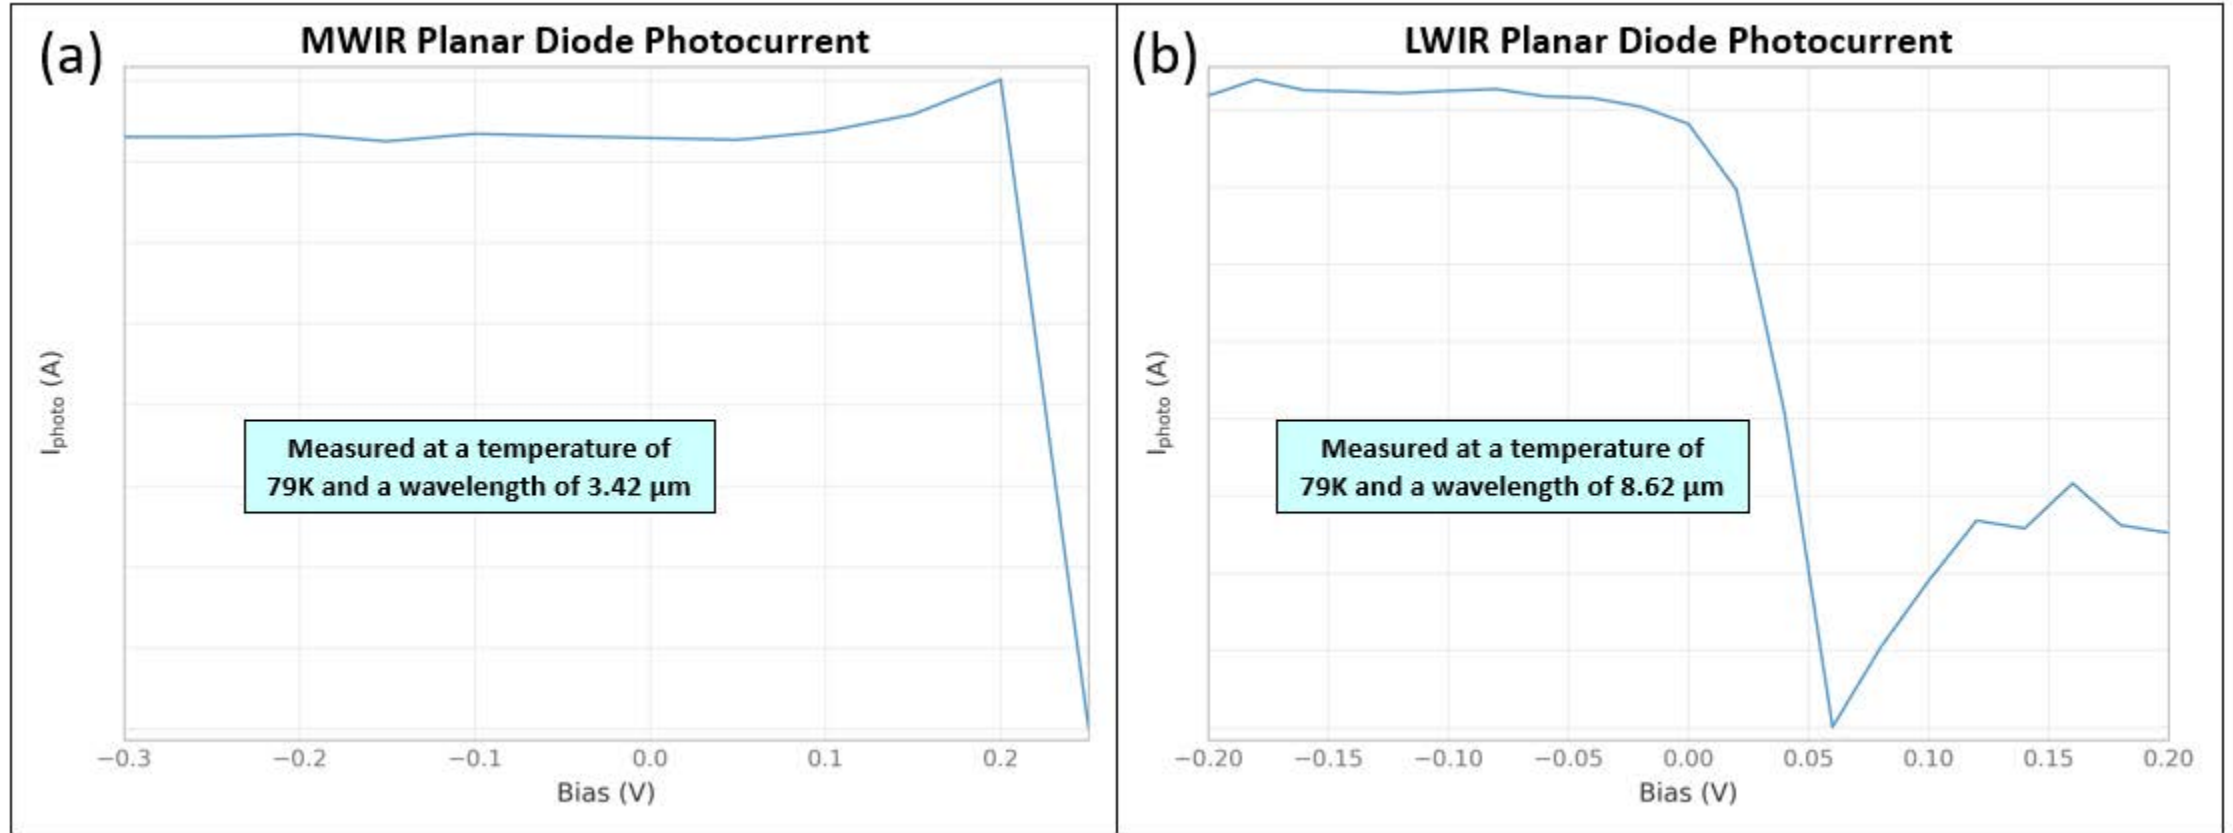 (a)
MWIR Planar Diode Photocurrent
Iphoto (A)
Measured at a temperature of
79K and a wavelength of 3.42 µm
−0.3 −0.2 −0.1 0.0 0.1 0.2
Bias (V)
(b)
LWIR Planar Diode Photocurrent
Iphoto (A)
Measured at a temperature of
79K and a wavelength of 8.62 µm
−0.20 −0.15 −0.10 −0.05 0.00 0.05 0.10 0.15 0.20
Bias (V)